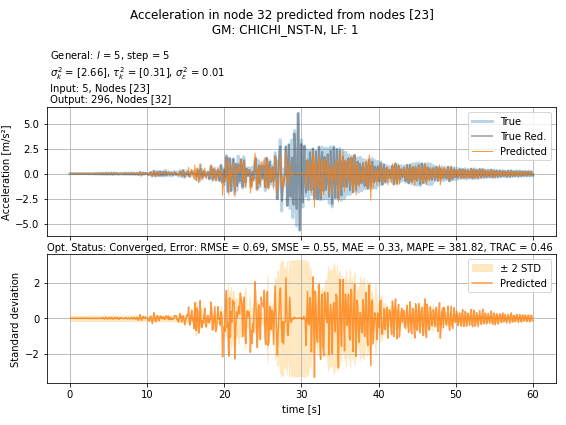 Acceleration in node 32 predicted from nodes [23]
GM: CHICHI_NST-N, LF: 1
General: l = 5, step = 5
σ²ₖ = [2.66], τ²ₖ = [0.31], σ²ε = 0.01
Input: 5, Nodes [23]
Output: 296, Nodes [32]
Acceleration [m/s²]
5.0
2.5
0.0
−2.5
−5.0
True
True Red.
Predicted
Opt. Status: Converged, Error: RMSE = 0.69, SMSE = 0.55, MAE = 0.33, MAPE = 381.82, TRAC = 0.46
Standard deviation
2
0
−2
± 2 STD
Predicted
0 10 20 30 40 50 60
time [s]